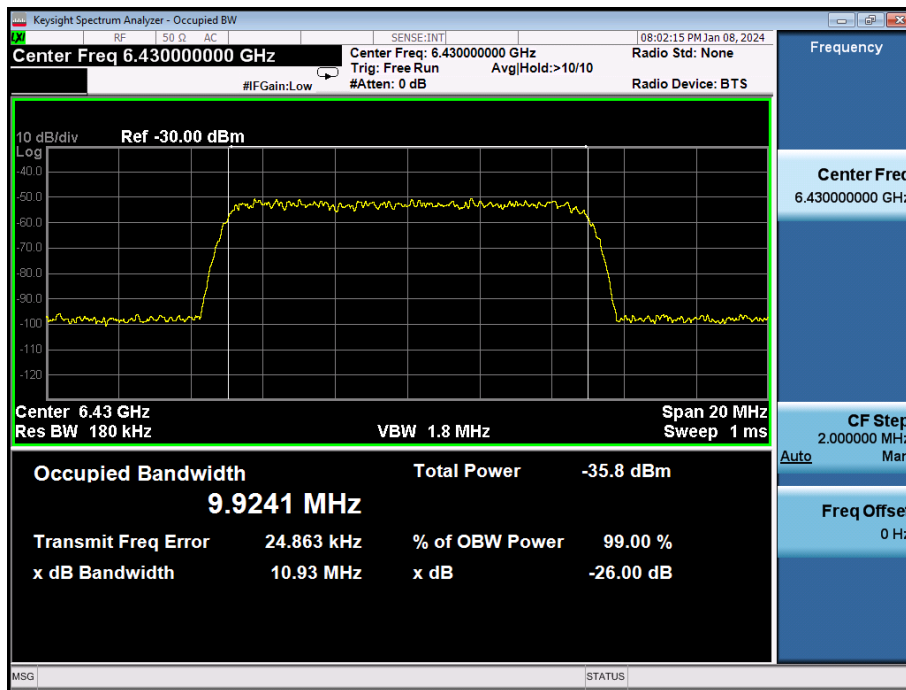 Keysight Spectrum Analyzer - Occupied BW
LXI
RF 50 Ω AC SENSE:INT 08:02:15 PM Jan 08, 2024
Center Freq 6.430000000 GHz
Center Freq: 6.430000000 GHz Radio Std: None
Trig: Free Run Avg|Hold:>10/10
#IFGain:Low #Atten: 0 dB Radio Device: BTS
10 dB/div Ref -30.00 dBm
Log
-40.0
-50.0
-60.0
-70.0
-80.0
-90.0
-100
-110
-120
Center 6.43 GHz Span 20 MHz
Res BW 180 kHz VBW 1.8 MHz Sweep 1 ms
Occupied Bandwidth Total Power -35.8 dBm
9.9241 MHz
Transmit Freq Error 24.863 kHz % of OBW Power 99.00 %
x dB Bandwidth 10.93 MHz x dB -26.00 dB
Frequency
Center Freq
6.430000000 GHz
CF Step
2.000000 MHz
Auto Man
Freq Offset
0 Hz
MSG STATUS